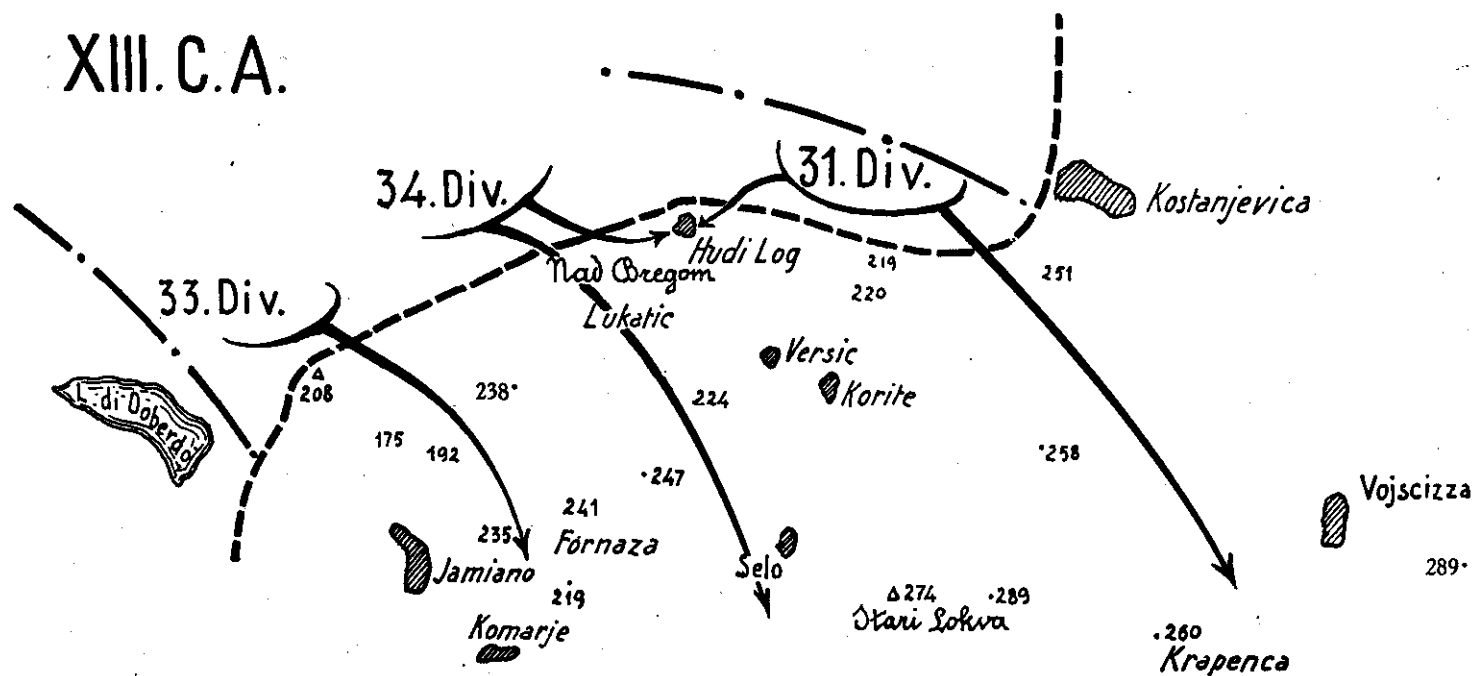 XIII. C.A.
31. Div.
34. Div.
Kostanjevica
Hudi Log
219
251
Nad Bregom
220
33. Div.
Lukatic
Versic
208
238
L. di Doberdò
224
Korite
175
192
247
258
Vojscizza
241
235
Fornaza
Selo
Jamiano
289
219
274
289
Stari Lokva
Komarje
260
Krapenca